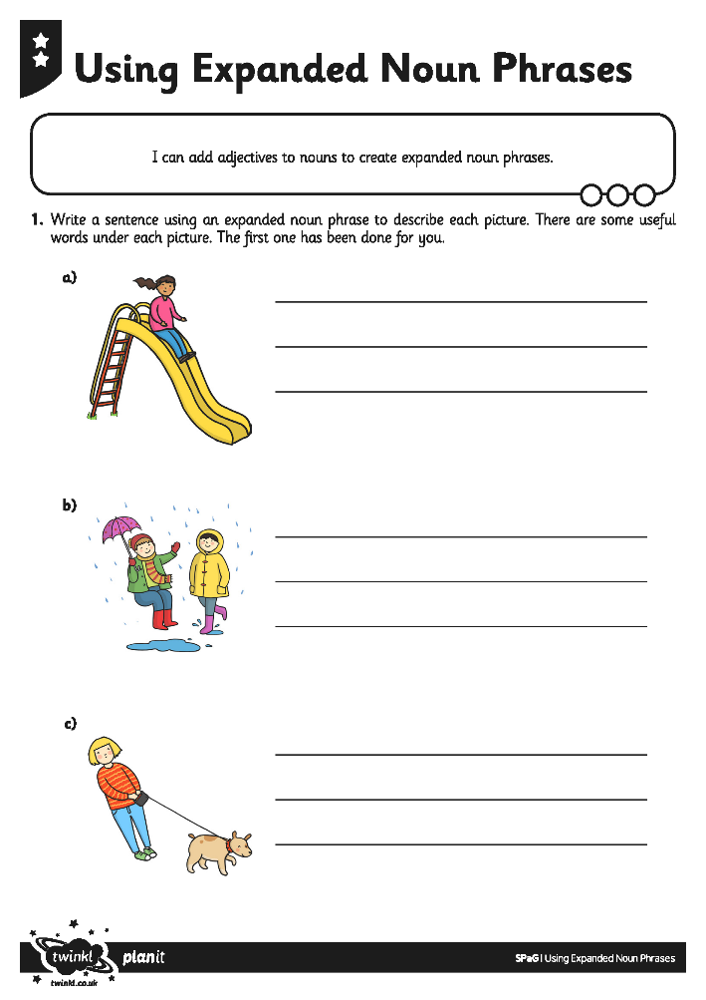 Using Expanded Noun Phrases
I can add adjectives to nouns to create expanded noun phrases.
1. Write a sentence using an expanded noun phrase to describe each picture. There are some useful
words under each picture. The first one has been done for you.
a)
b)
c)
twinkl
planit
twinkl.co.uk
SPaG | Using Expanded Noun Phrases